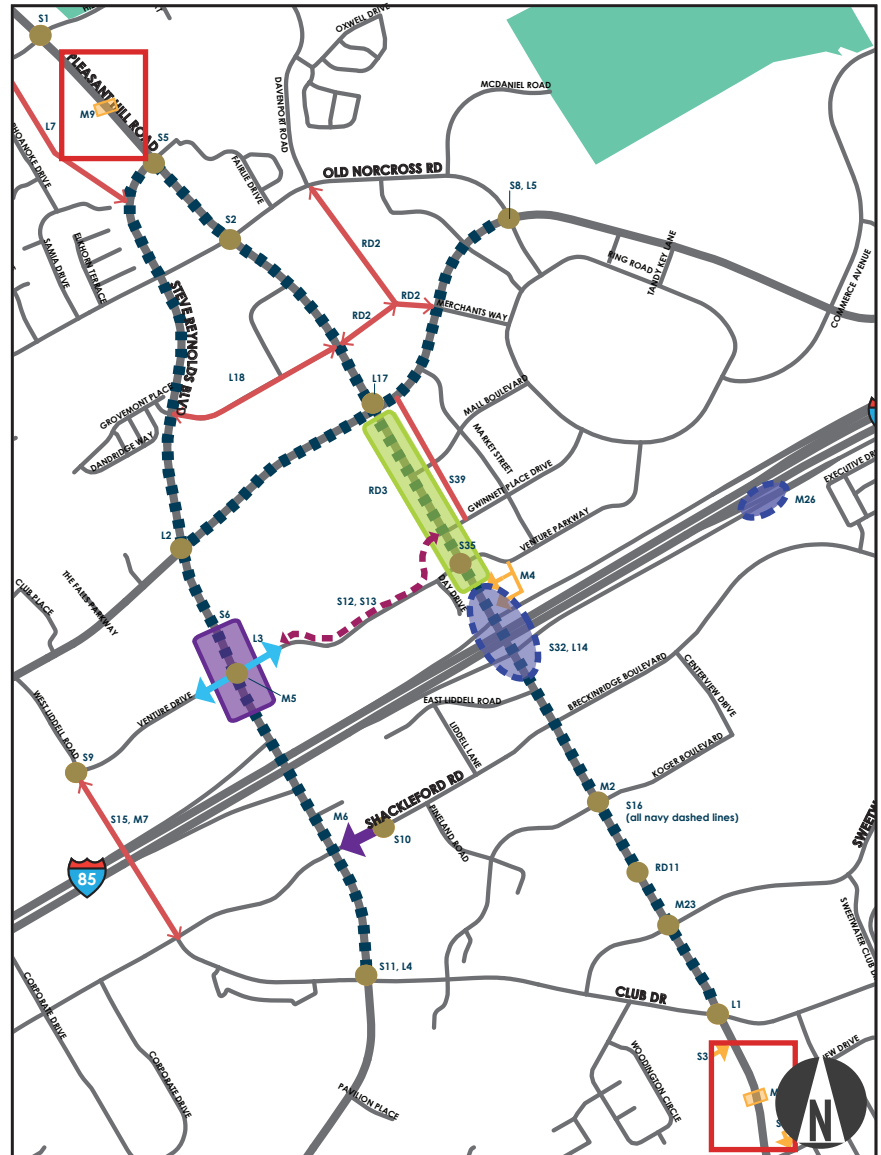 S1
OXWELL DRIVE
PLEASANT HILL ROAD
M9
L7
DAVENPORT ROAD
MCDANIEL ROAD
S5
FAIRLIE DRIVE
OLD NORCROSS RD
S8, L5
S2
SAMIA DRIVE
ELKHORN TERRACE
RD2
RING ROAD
TANDY KEY LANE
COMMERCE AVENUE
RD2
RD2
MERCHANTS WAY
STEVE REYNOLDS BLVD
L18
L17
GROVEMONT PLACE
DANDRIDGE WAY
MALL BOULEVARD
MARKET STREET
RD3
S39
GWINNETT PLACE DRIVE
EXECUTIVE DR
M26
VENTURE PARKWAY
L2
S35
M4
THE FALLS PARKWAY
CLUB PLACE
DAY DRIVE
S12, S13
S6
L3
S32, L14
M5
VENTURE DRIVE
WEST LIDDELL ROAD
EAST LIDDELL ROAD
BRECKINRIDGE BOULEVARD
CENTERVIEW DRIVE
LIDDELL LANE
KOGER BOULEVARD
S9
SHACKLEFORD RD
M2
S16
(all navy dashed lines)
S15, M7
M6
S10
PINELAND ROAD
85
RD11
M23
SWEETWATER CLUB
S11, L4
CLUB DR
L1
CORPORATE DRIVE
CORPORATE DRIVE
S3
WOODINGTON CIRCLE
PAVILION PLACE
N